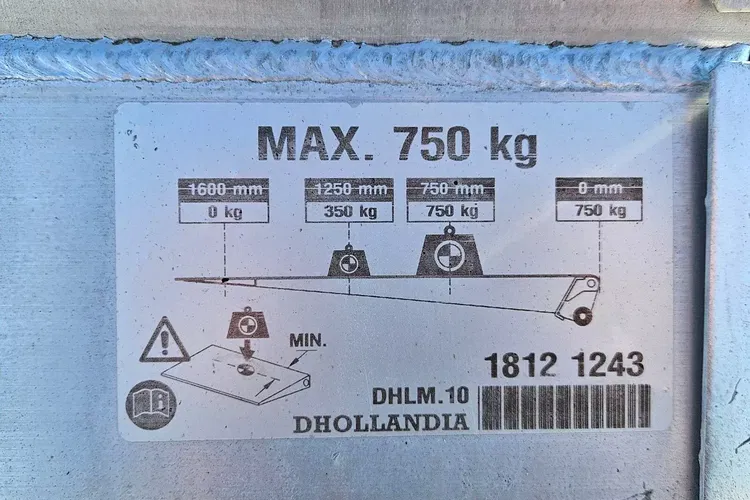 MAX. 750 kg
1600 mm 1250 mm 750 mm 0 mm
0 kg 350 kg 750 kg 750 kg
MIN.
1812 1243
DHLM.10
DHOLLANDIA